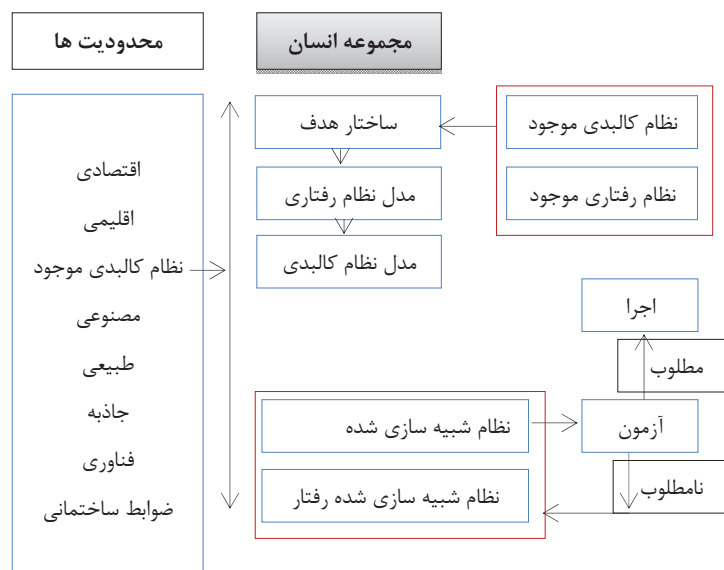 مجموعه انسان
محدودیت ها
نظام کالبدی موجود
نظام رفتاری موجود
ساختار هدف
مدل نظام رفتاری
مدل نظام کالبدی
اقتصادی
اقلیمی
نظام کالبدی موجود
مصنوعی
طبیعی
جاذبه
فناوری
ضوابط ساختمانی
اجرا
مطلوب
آزمون
نامطلوب
نظام شبیه سازی شده
نظام شبیه سازی شده رفتار